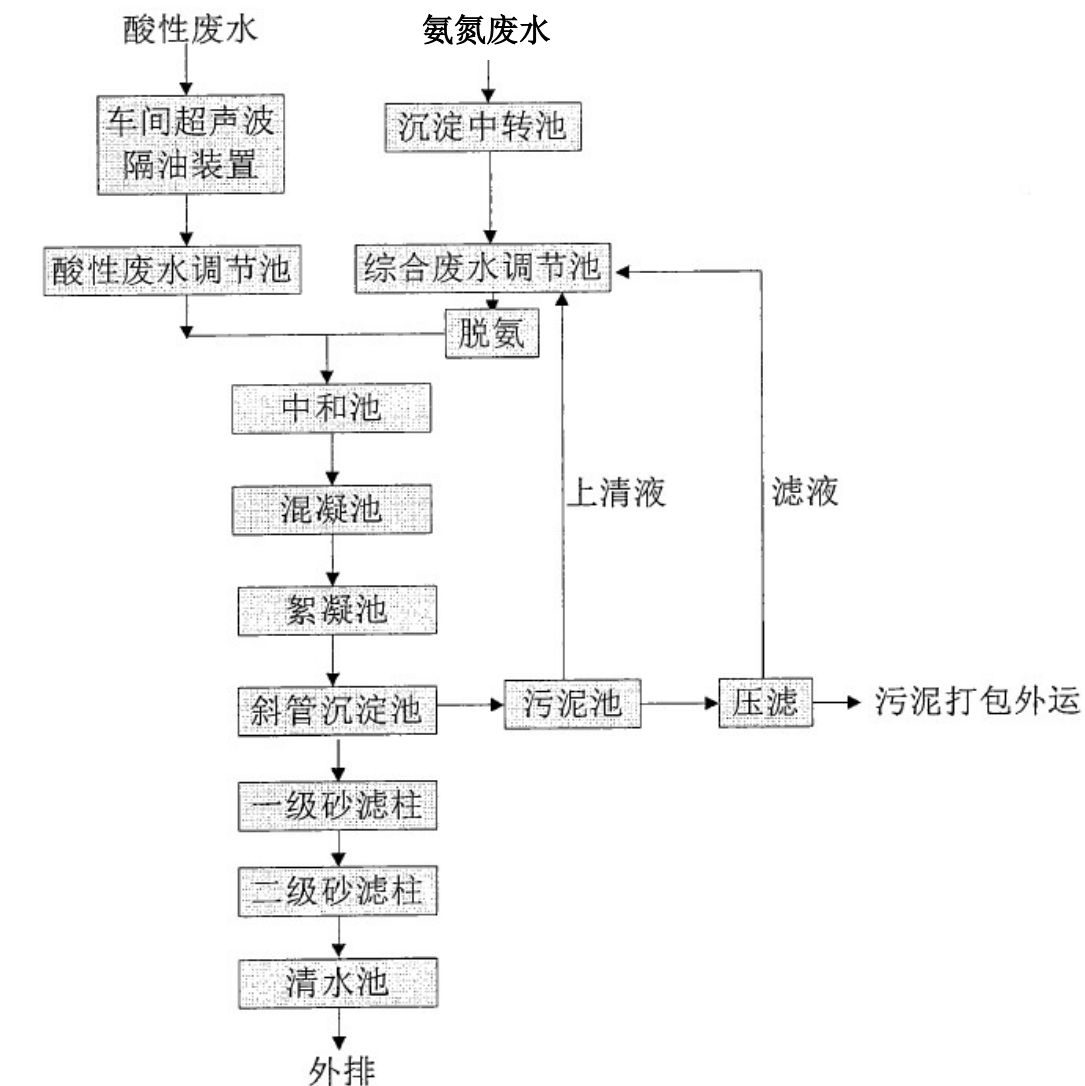 酸性废水
氨氮废水
车间超声波
隔油装置
沉淀中转池
酸性废水调节池
综合废水调节池
脱氨
中和池
混凝池
上清液
滤液
絮凝池
斜管沉淀池
污泥池
压滤
污泥打包外运
一级砂滤柱
二级砂滤柱
清水池
外排